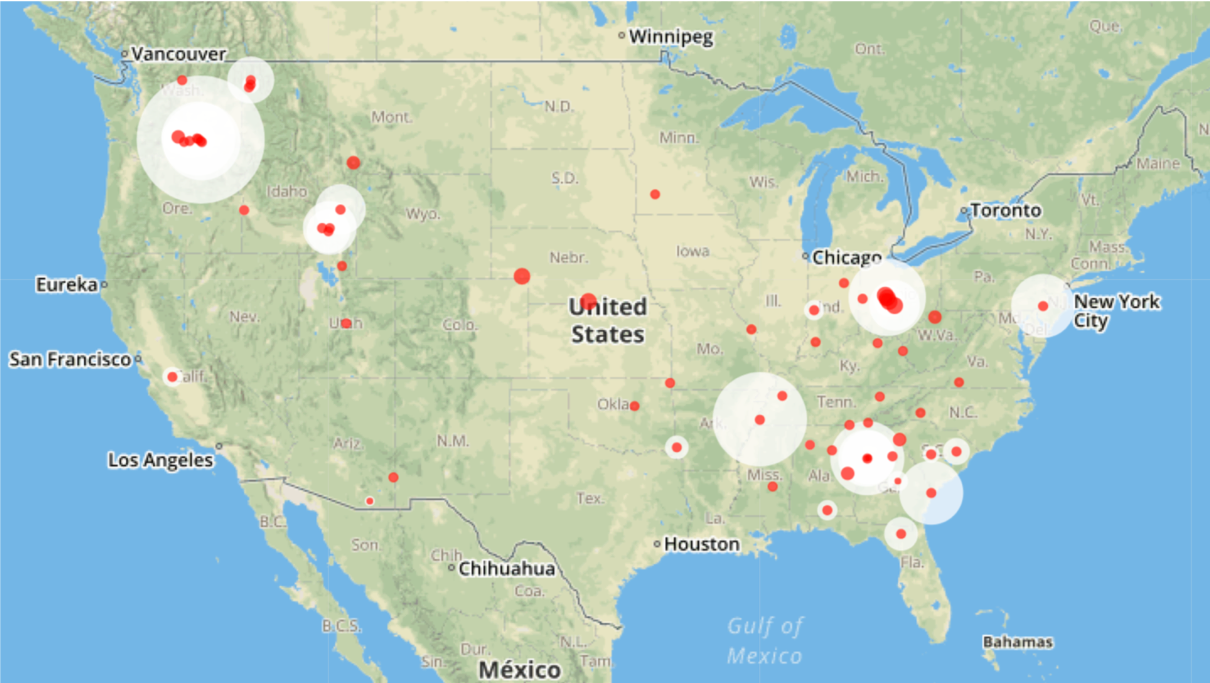 Que.
Winnipeg
Ont.
Vancouver
Wash.
N.D.
Mont.
Minn.
Maine
S.D.
Wis.
Mich.
Idaho
Vt.
Ore.
Wyo.
Toronto
N.Y.
Mass.
Iowa
Chicago
Nebr.
Conn.
Pa.
Eureka
Ill.
nd.
New York
City
United
States
Nev.
Utah
Colo.
Del.
W.Va.
Mo.
San Francisco
Ky.
Va.
Calif.
Okla.
Tenn.
N.C.
Ark.
Ariz.
N.M.
Los Angeles
Miss.
Ala
Tex.
La.
B.C.
Son.
Houston
Chih.
Chihuahua
Fla.
Coa.
B.C.S.
Gulf of
Mexico
N.L.
Bahamas
Dur.
Sin.
Tam
México